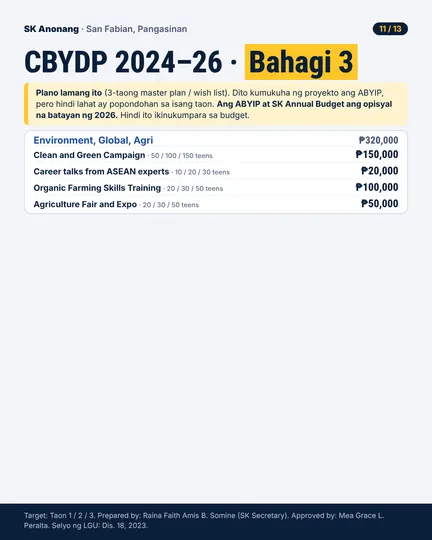 SK Anonang · San Fabian, Pangasinan
11 / 13
CBYDP 2024–26 · Bahagi 3
Plano lamang ito (3-taong master plan / wish list). Dito kumukuha ng proyekto ang ABYIP,
pero hindi lahat ay popondohan sa isang taon. Ang ABYIP at SK Annual Budget ang opisyal
na batayan ng 2026. Hindi ito ikinukumpara sa budget.
Environment, Global, Agri ₱320,000
Clean and Green Campaign · 50 / 100 / 150 teens ₱150,000
Career talks from ASEAN experts · 10 / 20 / 30 teens ₱20,000
Organic Farming Skills Training · 20 / 30 / 50 teens ₱100,000
Agriculture Fair and Expo · 20 / 30 / 50 teens ₱50,000
Target: Taon 1 / 2 / 3. Prepared by: Raina Faith Amis B. Somine (SK Secretary). Approved by: Mea Grace L.
Peralta. Selyo ng LGU: Dis. 18, 2023.